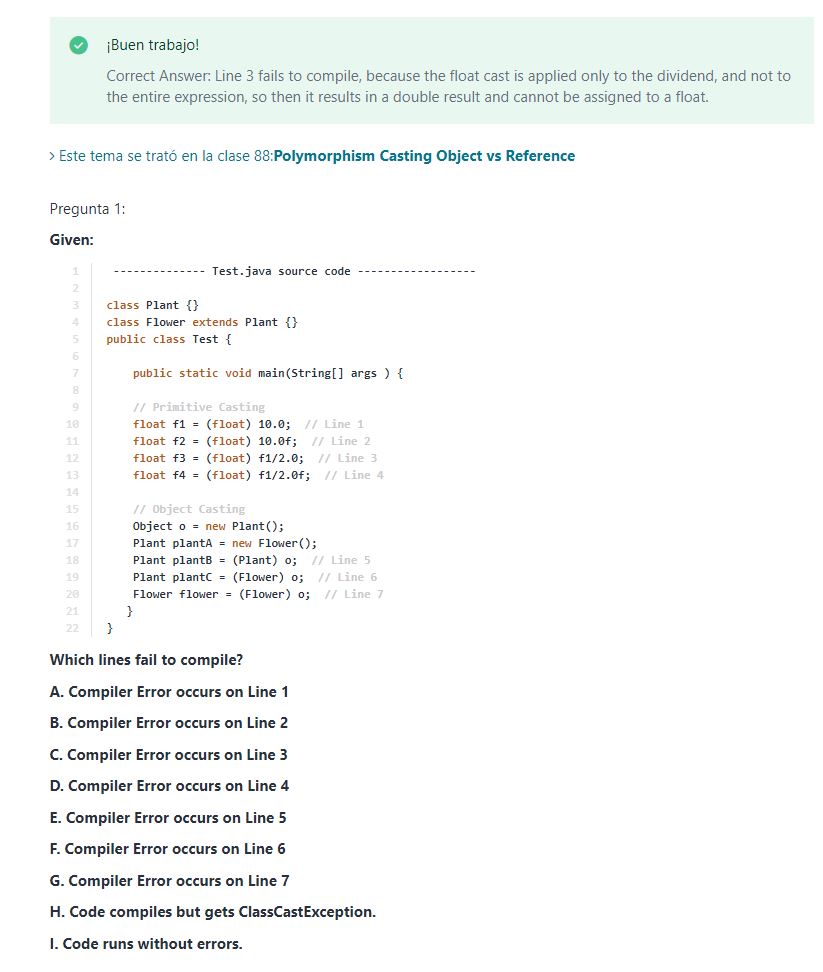 ¡Buen trabajo!
Correct Answer: Line 3 fails to compile, because the float cast is applied only to the dividend, and not to
the entire expression, so then it results in a double result and cannot be assigned to a float.
> Este tema se trató en la clase 88:Polymorphism Casting Object vs Reference
Pregunta 1:
Given:
1 -------------- Test.java source code ------------------
2
3 class Plant {}
4 class Flower extends Plant {}
5 public class Test {
6
7 public static void main(String[] args ) {
8
9 // Primitive Casting
10 float f1 = (float) 10.0; // Line 1
11 float f2 = (float) 10.0f; // Line 2
12 float f3 = (float) f1/2.0; // Line 3
13 float f4 = (float) f1/2.0f; // Line 4
14
15 // Object Casting
16 Object o = new Plant();
17 Plant plantA = new Flower();
18 Plant plantB = (Plant) o; // Line 5
19 Plant plantC = (Flower) o; // Line 6
20 Flower flower = (Flower) o; // Line 7
21 }
22 }
Which lines fail to compile?
A. Compiler Error occurs on Line 1
B. Compiler Error occurs on Line 2
C. Compiler Error occurs on Line 3
D. Compiler Error occurs on Line 4
E. Compiler Error occurs on Line 5
F. Compiler Error occurs on Line 6
G. Compiler Error occurs on Line 7
H. Code compiles but gets ClassCastException.
I. Code runs without errors.